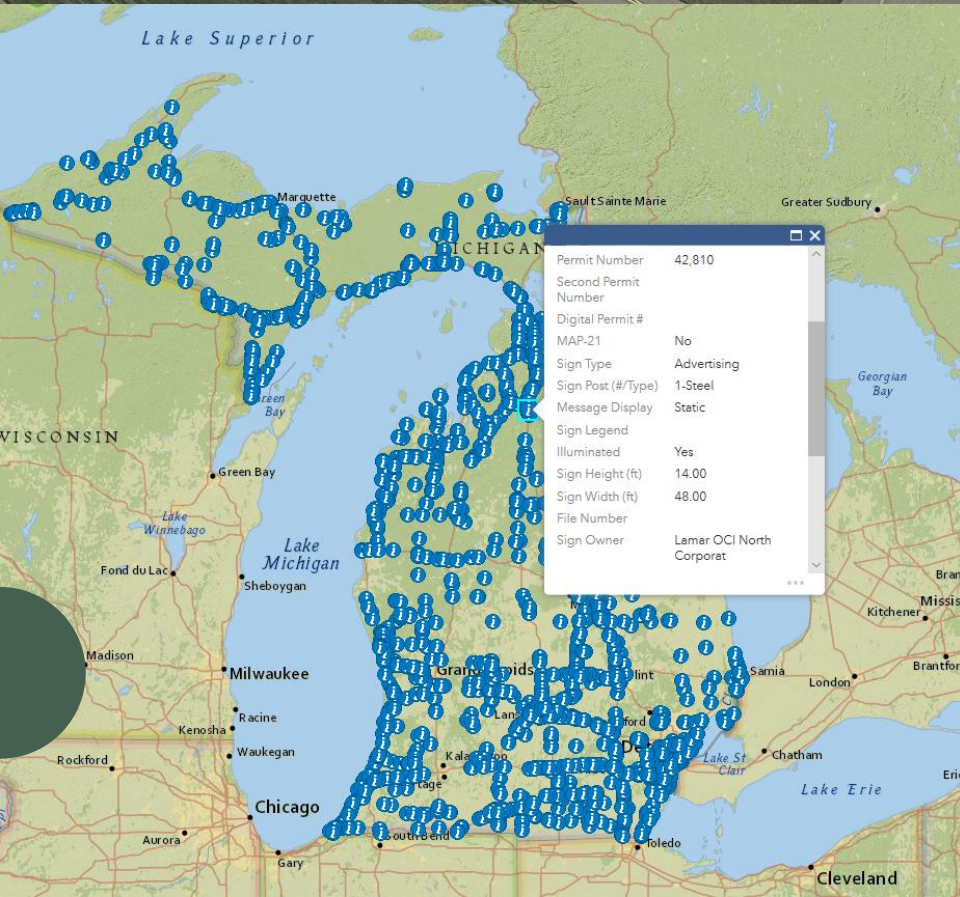 Lake Superior
Marquette
Sault Sainte Marie
Greater Sudbury
MICHIGAN
Permit Number 42,810
Second Permit
Number
Digital Permit #
MAP-21 No
Sign Type Advertising
Sign Post (#/Type) 1-Steel
Message Display Static
Sign Legend
Illuminated Yes
Sign Height (ft) 14.00
Sign Width (ft) 48.00
File Number
Sign Owner Lamar OCI North
Corporat
Georgian
Bay
Green
Bay
WISCONSIN
Green Bay
Lake
Winnebago
Lake
Michigan
Fond du Lac
Sheboygan
Kitchener
Madison
Milwaukee
Sarnia
London
Racine
Kenosha
Waukegan
Rockford
Lake St
Clair
Chatham
Lake Erie
Chicago
Aurora
South Bend
Toledo
Gary
Cleveland